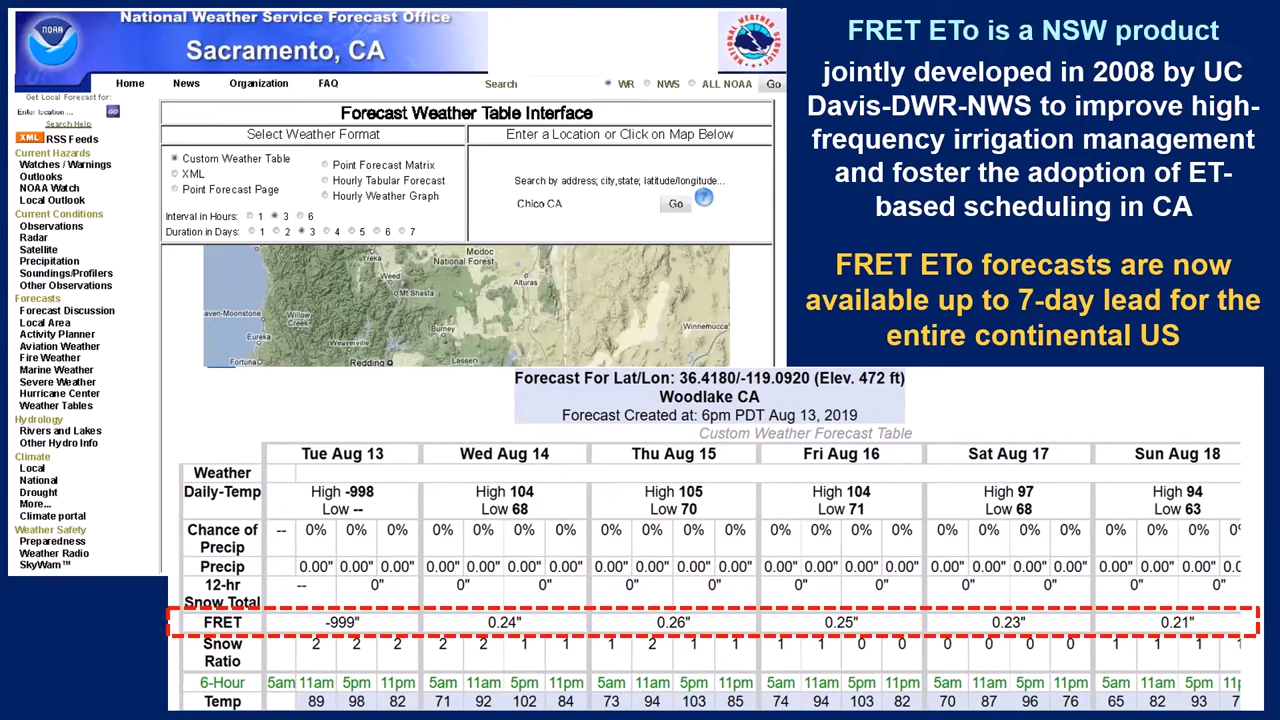 National Weather Service Forecast Office
NOAA
Sacramento, CA
Home News Organization FAQ Search WR NWS ALL NOAA Go
Get Local Forecast for:
Enter location ... GO
Search Help
XML RSS Feeds
Current Hazards
Watches / Warnings
Outlooks
NOAA Watch
Local Outlook
Current Conditions
Observations
Radar
Satellite
Precipitation
Soundings/Profilers
Other Observations
Forecasts
Forecast Discussion
Local Area
Activity Planner
Aviation Weather
Fire Weather
Marine Weather
Severe Weather
Hurricane Center
Weather Tables
Hydrology
Rivers and Lakes
Other Hydro Info
Climate
Local
National
Drought
More...
Climate portal
Weather Safety
Preparedness
Weather Radio
SkyWarn™
Forecast Weather Table Interface
Select Weather Format
Custom Weather Table
XML
Point Forecast Page
Point Forecast Matrix
Hourly Tabular Forecast
Hourly Weather Graph
Interval in Hours: 1 3 6
Duration in Days: 1 2 3 4 5 6 7
Enter a Location or Click on Map Below
Search by address; city,state; latitude/longitude...
Chico CA Go ?
Yreka
Modoc
National Forest
Weed
Alturas
Mt Shasta
aven-Moonstone
Willow
Creek
Burney
Winnemucca
Eureka
Weaverville
Fortuna
Redding
Lassen
FRET ETo is a NSW product
jointly developed in 2008 by UC
Davis-DWR-NWS to improve high-
frequency irrigation management
and foster the adoption of ET-
based scheduling in CA
FRET ETo forecasts are now
available up to 7-day lead for the
entire continental US
Forecast For Lat/Lon: 36.4180/-119.0920 (Elev. 472 ft)
Woodlake CA
Forecast Created at: 6pm PDT Aug 13, 2019
Custom Weather Forecast Table
Tue Aug 13 Wed Aug 14 Thu Aug 15 Fri Aug 16 Sat Aug 17 Sun Aug 18
Weather
Daily-Temp High -998 High 104 High 105 High 104 High 97 High 94
Low -- Low 68 Low 70 Low 71 Low 68 Low 63
Chance of -- 0% 0% 0% 0% 0% 0% 0% 0% 0% 0% 0% 0% 0% 0% 0% 0% 0% 0% 0% 0% 0% 0% 0%
Precip
Precip 0.00" 0.00" 0.00" 0.00" 0.00" 0.00" 0.00" 0.00" 0.00" 0.00" 0.00" 0.00" 0.00" 0.00" 0.00" 0.00" 0.00" 0.00" 0.00" 0.00" 0.00" 0.00" 0.0
12-hr -- 0" 0" 0" 0" 0" 0" 0" 0" 0" 0" 0"
Snow Total
FRET -999" 0.24" 0.26" 0.25" 0.23" 0.21"
Snow 2 2 2 2 2 1 1 1 2 1 1 1 1 0 0 0 0 0 0 1 1 1 1
Ratio
6-Hour 5am 11am 5pm 11pm 5am 11am 5pm 11pm 5am 11am 5pm 11pm 5am 11am 5pm 11pm 5am 11am 5pm 11pm 5am 11am 5pm 11
Temp 89 98 82 71 92 102 84 73 94 103 85 74 94 103 82 70 87 96 76 65 82 93 7